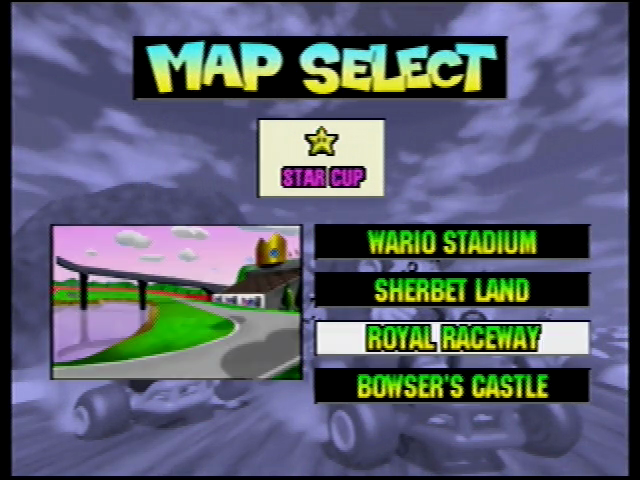 MAP SELECT
STAR CUP
WARIO STADIUM
SHERBET LAND
ROYAL RACEWAY
BOWSER'S CASTLE